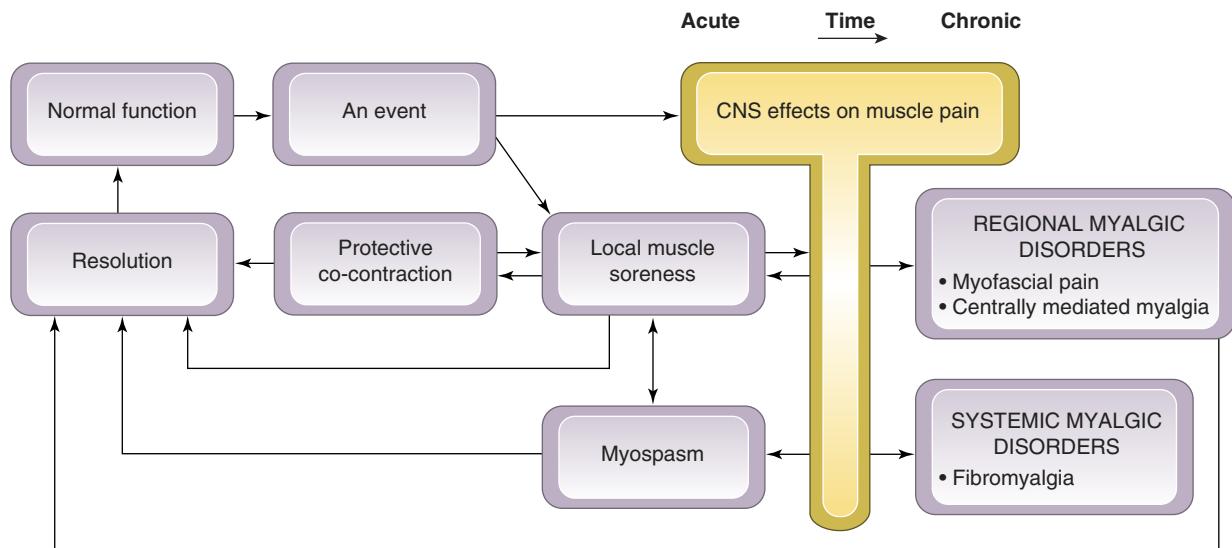 Acute Time Chronic
Normal function
An event
CNS effects on muscle pain
Resolution
Protective
co-contraction
Local muscle
soreness
REGIONAL MYALGIC
DISORDERS
• Myofascial pain
• Centrally mediated myalgia
Myospasm
SYSTEMIC MYALGIC
DISORDERS
• Fibromyalgia